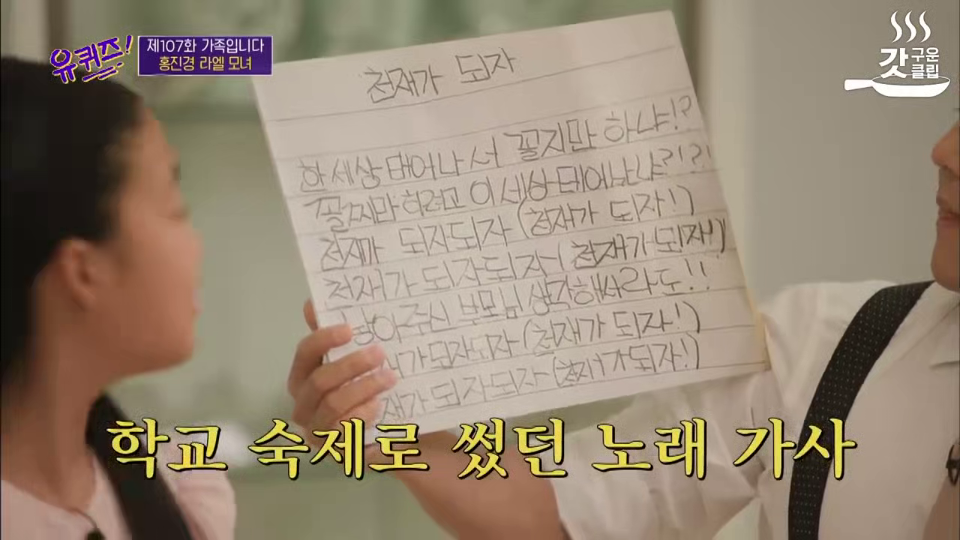 유퀴즈!
제107화 가족입니다
홍진경 라엘 모녀
갓구운클립
천재가 되자
한 세상 태어나서 꼴지만 하냐!?
꼴찌만 하려고 이 세상 태어났냐?!?!
천재가 되자되자 (천재가 되자!)
천재가 되자되자 (천재가 되자!)
낳아주신 부모님 생각해서라도!!
가 되자되자 (천재가 되자!)
재가 되자되자 (천재가 되자!)
학교 숙제로 썼던 노래 가사